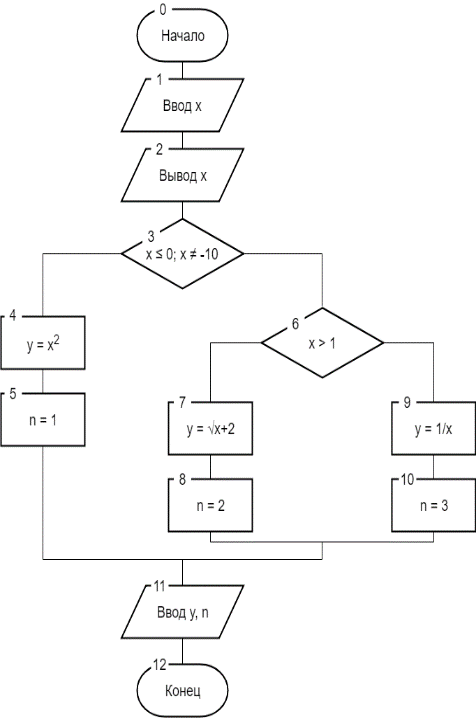 0
Начало
1
Ввод x
2
Вывод x
3
x ≤ 0; x ≠ -10
4
y = x²
5
n = 1
6
x > 1
7
y = √x+2
8
n = 2
9
y = 1/x
10
n = 3
11
Ввод y, n
12
Конец